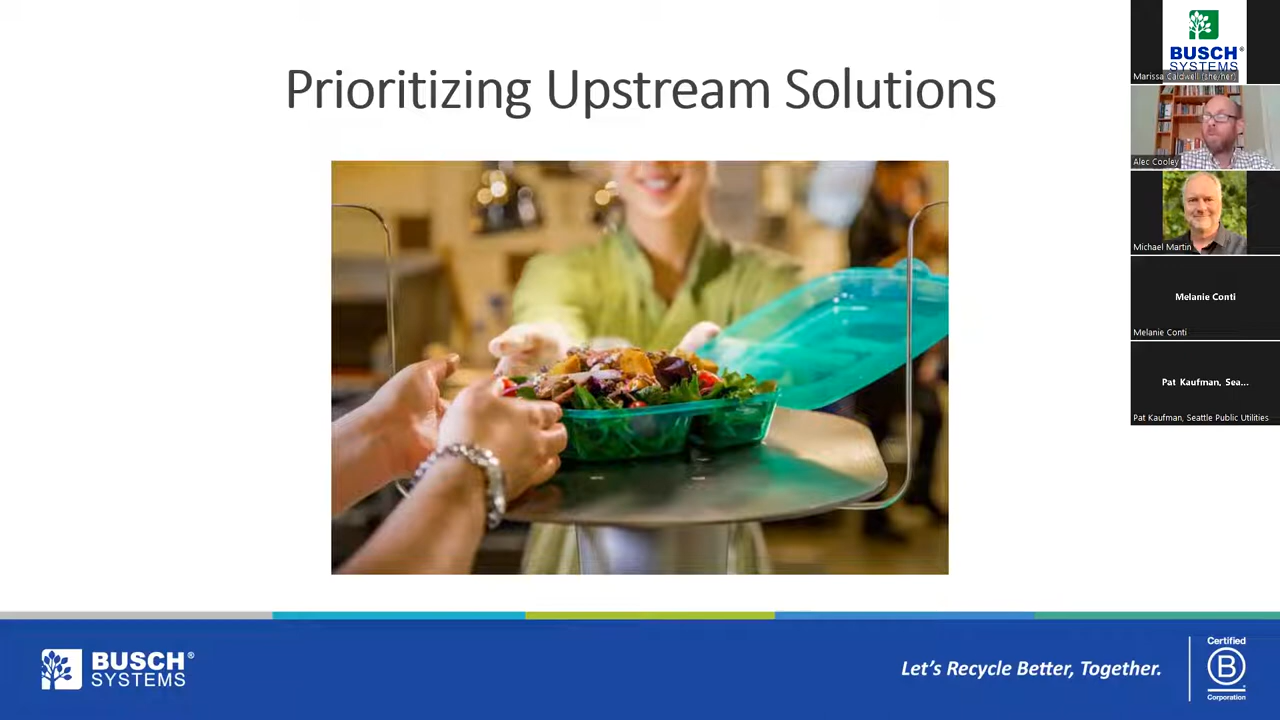 Prioritizing Upstream Solutions
BUSCH®
SYSTEMS
Marissa Caldwell (she/her)
Alec Cooley
Michael Martin
Melanie Conti
Melanie Conti
Pat Kaufman, Sea...
Pat Kaufman, Seattle Public Utilities
BUSCH®
SYSTEMS
Let's Recycle Better, Together.
Certified
B
Corporation